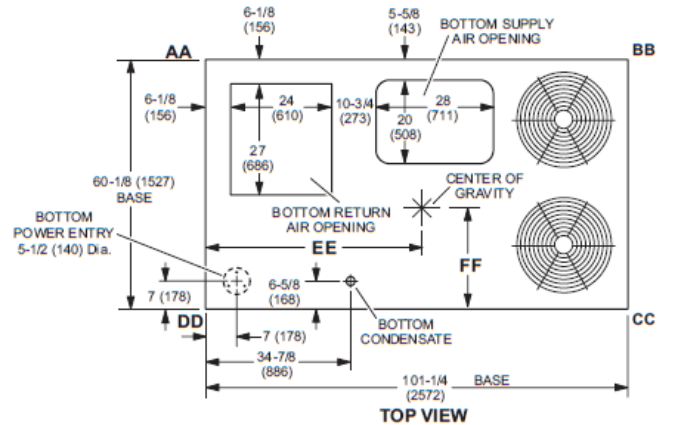 6-1/8
(156)
5-5/8
(143)
BOTTOM SUPPLY
AIR OPENING
AA
BB
6-1/8
(156)
24
(610)
10-3/4
(273)
28
(711)
20
(508)
27
(686)
60-1/8 (1527)
BASE
CENTER OF
GRAVITY
BOTTOM RETURN
AIR OPENING
BOTTOM
POWER ENTRY
5-1/2 (140) Dia.
EE
FF
7 (178)
6-5/8
(168)
DD
CC
7 (178)
BOTTOM
CONDENSATE
34-7/8
(886)
101-1/4
(2572)
BASE
TOP VIEW